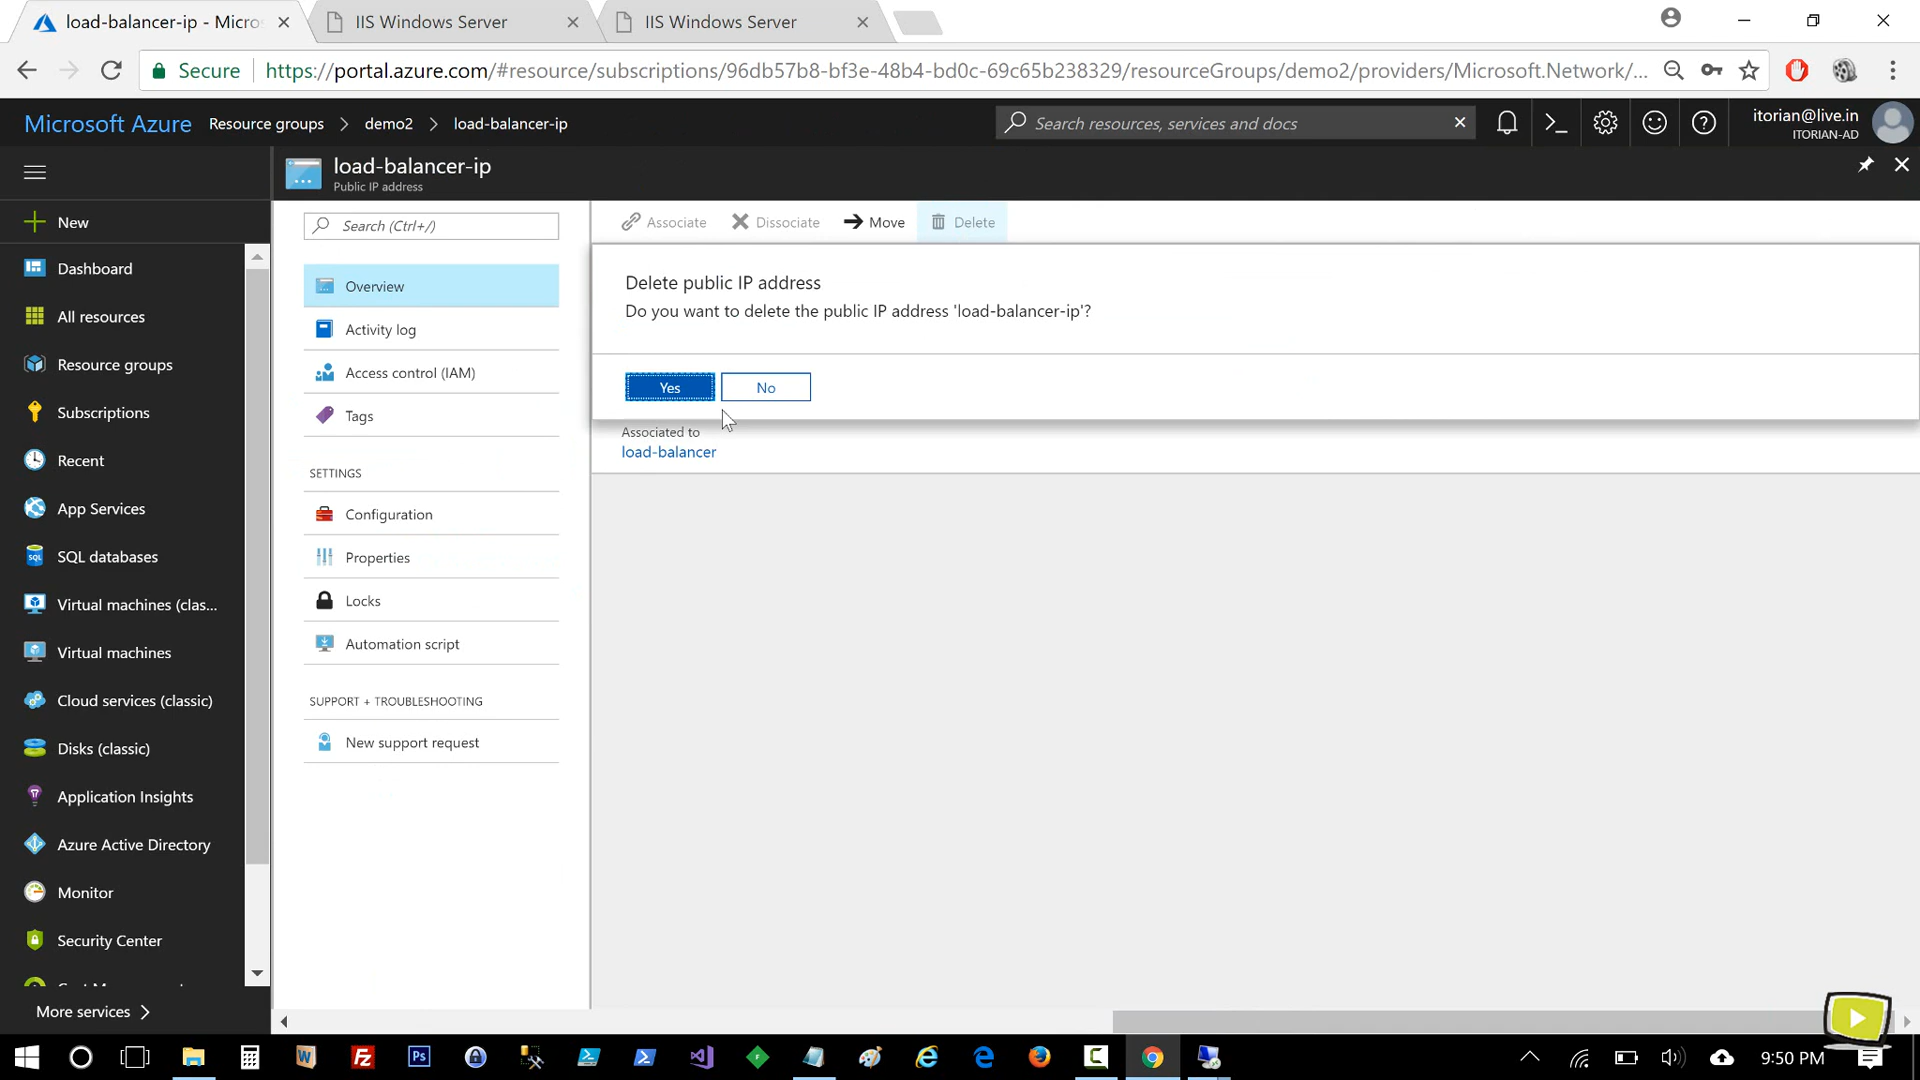 load-balancer-ip - Micros
IIS Windows Server
IIS Windows Server
Secure
https://portal.azure.com/#resource/subscriptions/96db57b8-bf3e-48b4-bd0c-69c65b238329/resourceGroups/demo2/providers/Microsoft.Network/...
Microsoft Azure
Resource groups > demo2 > load-balancer-ip
Search resources, services and docs
itorian@live.in
ITORIAN-AD
load-balancer-ip
Public IP address
New
Dashboard
All resources
Resource groups
Subscriptions
Recent
App Services
SQL databases
Virtual machines (clas...
Virtual machines
Cloud services (classic)
Disks (classic)
Application Insights
Azure Active Directory
Monitor
Security Center
More services >
Search (Ctrl+/)
Overview
Activity log
Access control (IAM)
Tags
SETTINGS
Configuration
Properties
Locks
Automation script
SUPPORT + TROUBLESHOOTING
New support request
Associate
Dissociate
Move
Delete
Delete public IP address
Do you want to delete the public IP address 'load-balancer-ip'?
Yes
No
Associated to
load-balancer
9:50 PM